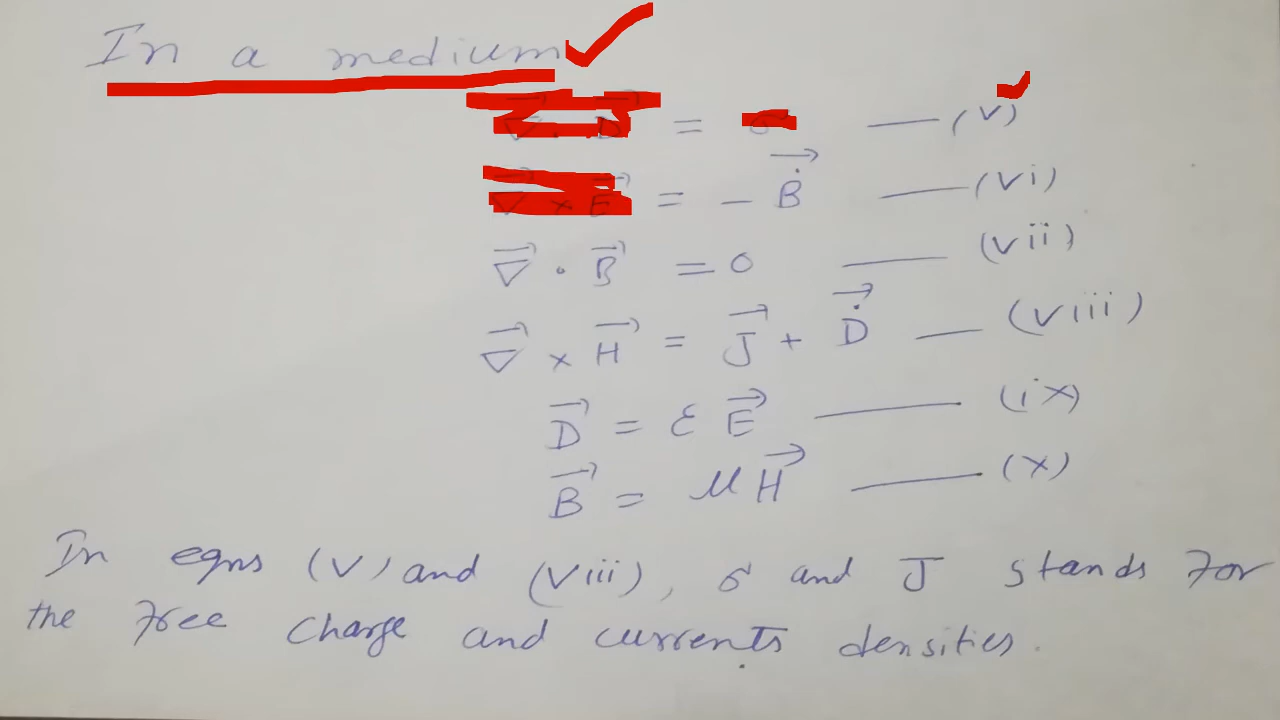 In a medium
∇⃗ · D⃗ = σ —— (v)
∇⃗ × E⃗ = – Ḃ⃗ —— (vi)
∇⃗ · B⃗ = 0 —— (vii)
∇⃗ × H⃗ = J⃗ + Ḋ⃗ —— (viii)
D⃗ = ε E⃗ —— (ix)
B⃗ = μ H⃗ —— (x)
In eqns (v) and (viii), σ and J stands for
the free charge and currents densities.